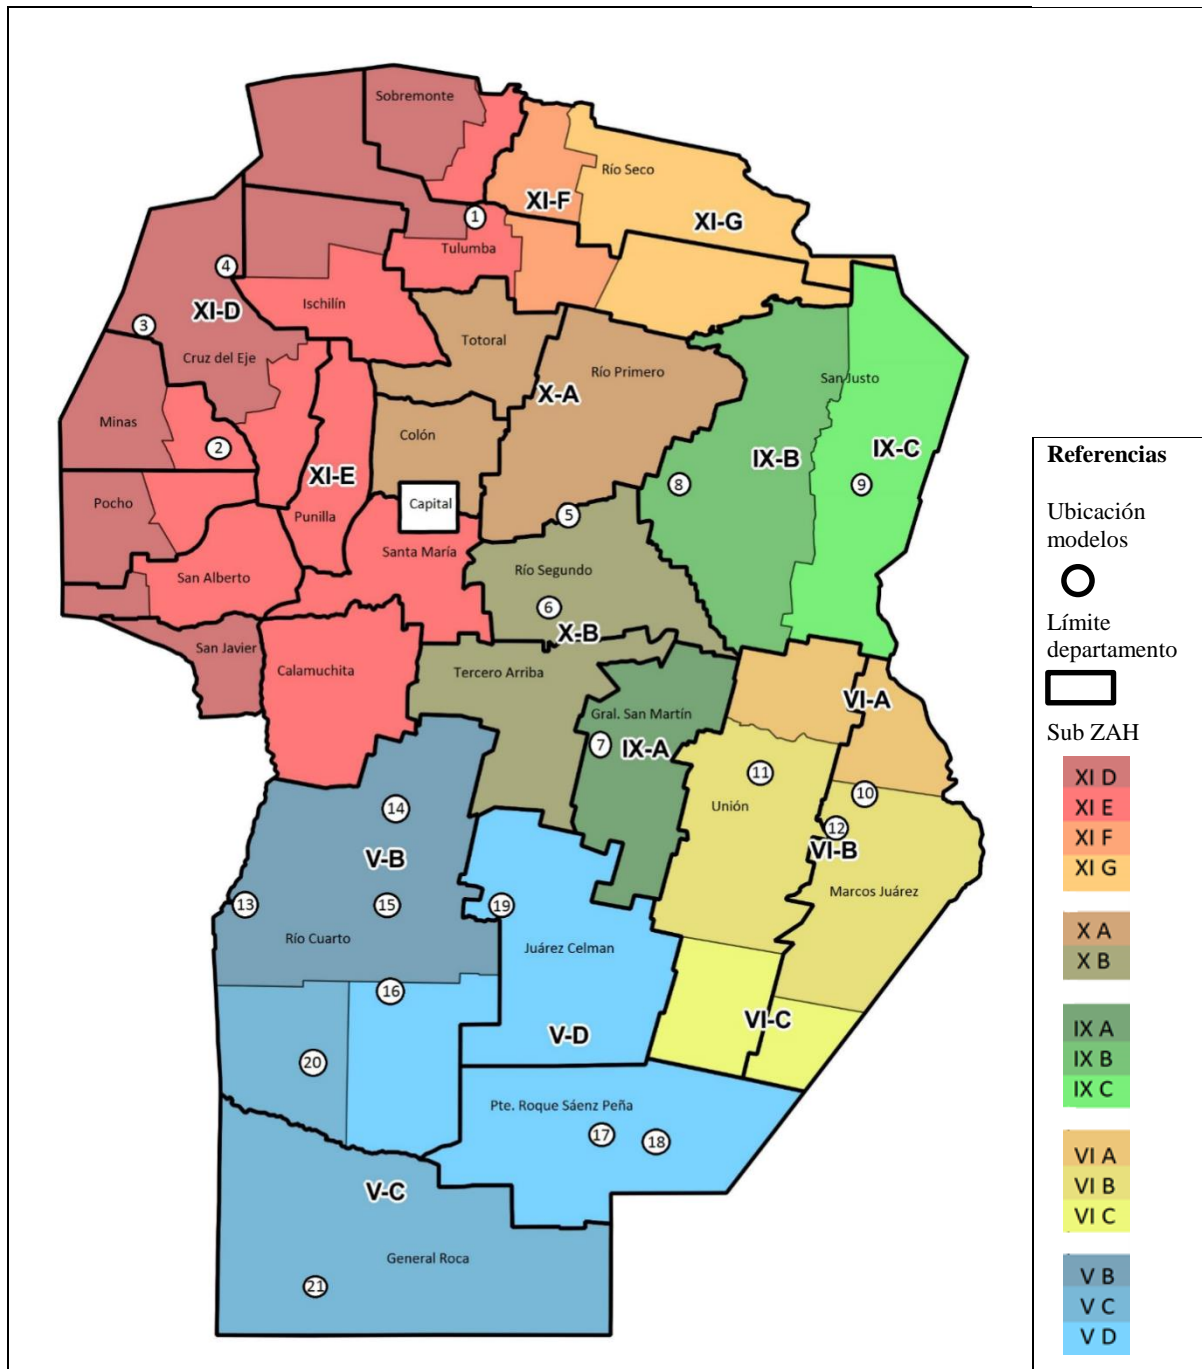 Sobremonte
Río Seco
XI-F
XI-G
1
Tulumba
4
Ischilín
XI-D
3
Cruz del Eje
Totoral
Río Primero
San Justo
X-A
Minas
Colón
2
IX-B
IX-C
XI-E
8
9
Pocho
Capital
Punilla
5
Santa María
San Alberto
Río Segundo
6
X-B
San Javier
Calamuchita
Tercero Arriba
VI-A
Gral. San Martín
7
IX-A
11
10
14
Unión
12
VI-B
V-B
Marcos Juárez
13
15
19
Río Cuarto
Juárez Celman
16
VI-C
V-D
20
Pte. Roque Sáenz Peña
17
18
V-C
General Roca
21
Referencias
Ubicación
modelos
Límite
departamento
Sub ZAH
XI D
XI E
XI F
XI G
X A
X B
IX A
IX B
IX C
VI A
VI B
VI C
V B
V C
V D